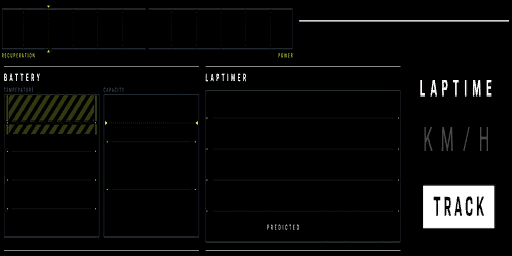 RECUPERATION POWER
BATTERY LAPTIMER
TEMPERATURE CAPACITY
LAPTIME
KM/H
TRACK
PREDICTED